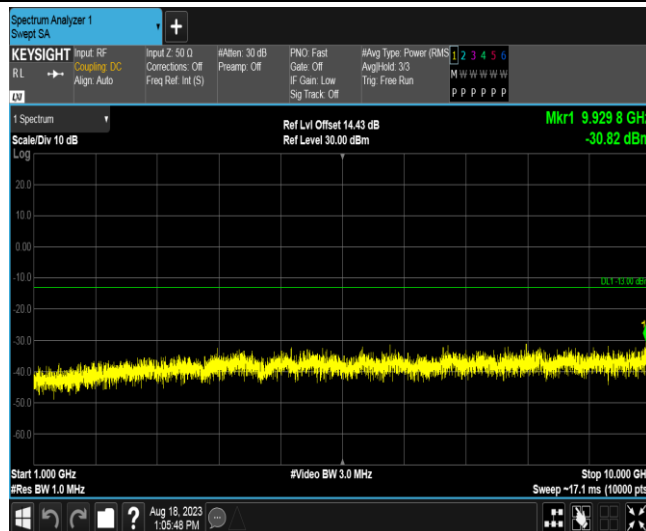 Spectrum Analyzer 1
Swept SA
KEYSIGHT
RL
LXI
Input: RF
Coupling: DC
Align: Auto
Input Z: 50 Ω
Corrections: Off
Freq Ref: Int (S)
#Atten: 30 dB
Preamp: Off
PNO: Fast
Gate: Off
IF Gain: Low
Sig Track: Off
#Avg Type: Power (RMS
Avg|Hold: 3/3
Trig: Free Run
1 2 3 4 5 6
M W W W W W
P P P P P P
1 Spectrum
Scale/Div 10 dB
Log
Ref Lvl Offset 14.43 dB
Ref Level 30.00 dBm
Mkr1 9.929 8 GHz
-30.82 dBm
20.0
10.0
0.00
-10.0
DL1 -13.00 dBm
-20.0
-30.0
-40.0
-50.0
-60.0
Start 1.000 GHz
#Res BW 1.0 MHz
#Video BW 3.0 MHz
Stop 10.000 GHz
Sweep ~17.1 ms (10000 pts
?
Aug 18, 2023
1:05:48 PM